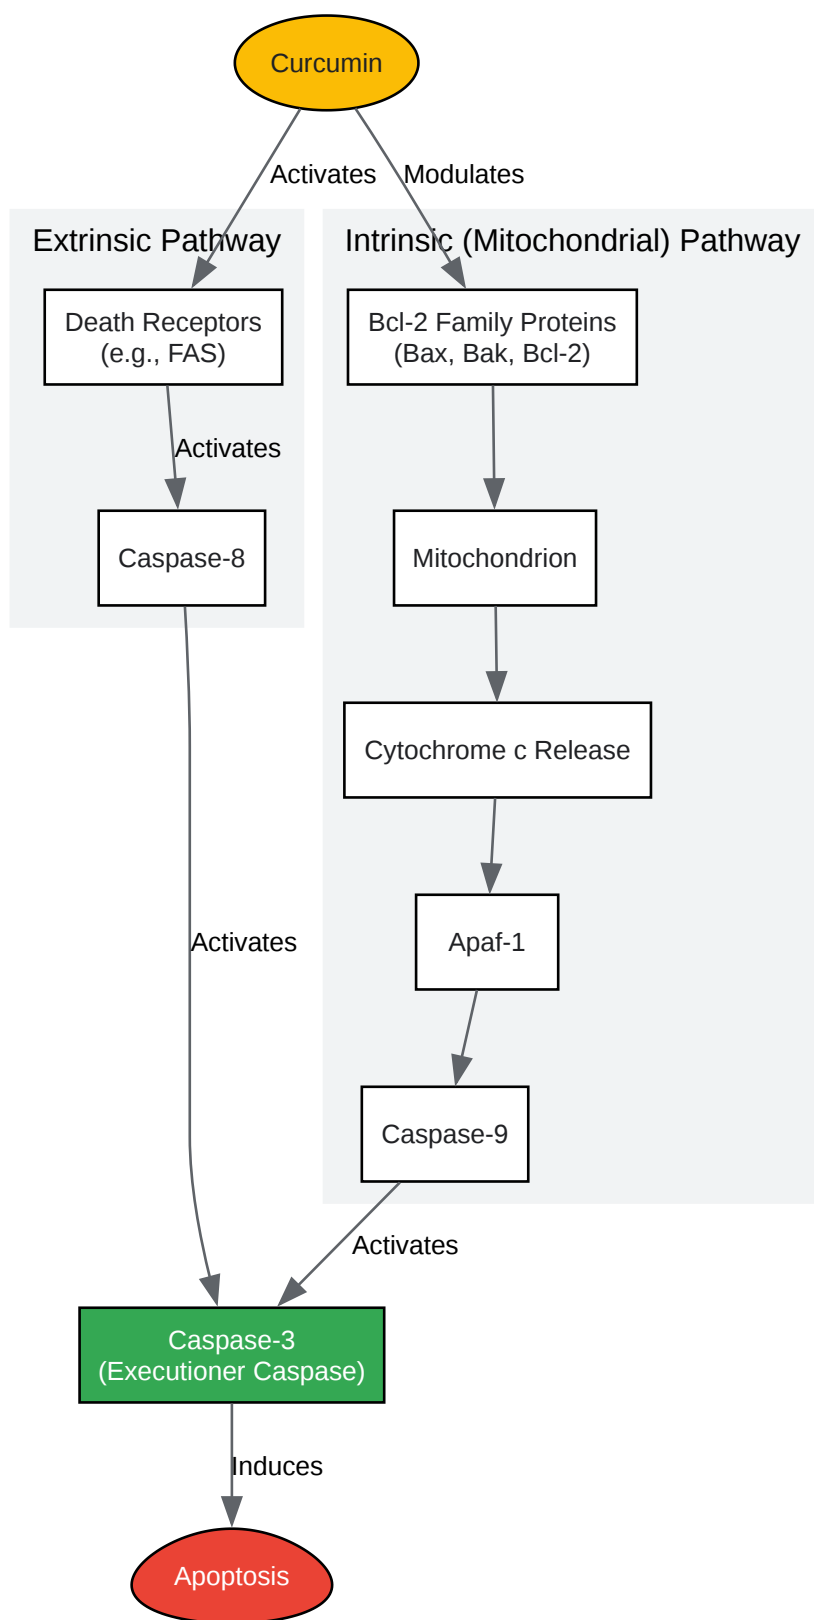 Curcumin
Activates
Modulates
Extrinsic Pathway
Intrinsic (Mitochondrial) Pathway
Death Receptors
(e.g., FAS)
Bcl-2 Family Proteins
(Bax, Bak, Bcl-2)
Activates
Caspase-8
Mitochondrion
Cytochrome c Release
Activates
Apaf-1
Caspase-9
Activates
Caspase-3
(Executioner Caspase)
Induces
Apoptosis